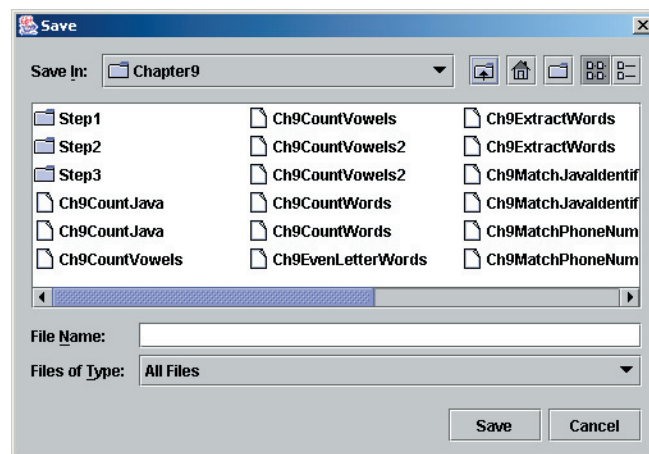 Save
Save In: Chapter9
Step1 Ch9CountVowels Ch9ExtractWords
Step2 Ch9CountVowels2 Ch9ExtractWords
Step3 Ch9CountVowels2 Ch9MatchJavaIdentif
Ch9CountJava Ch9CountWords Ch9MatchJavaIdentif
Ch9CountJava Ch9CountWords Ch9MatchPhoneNum
Ch9CountVowels Ch9EvenLetterWords Ch9MatchPhoneNum
File Name:
Files of Type: All Files
Save Cancel